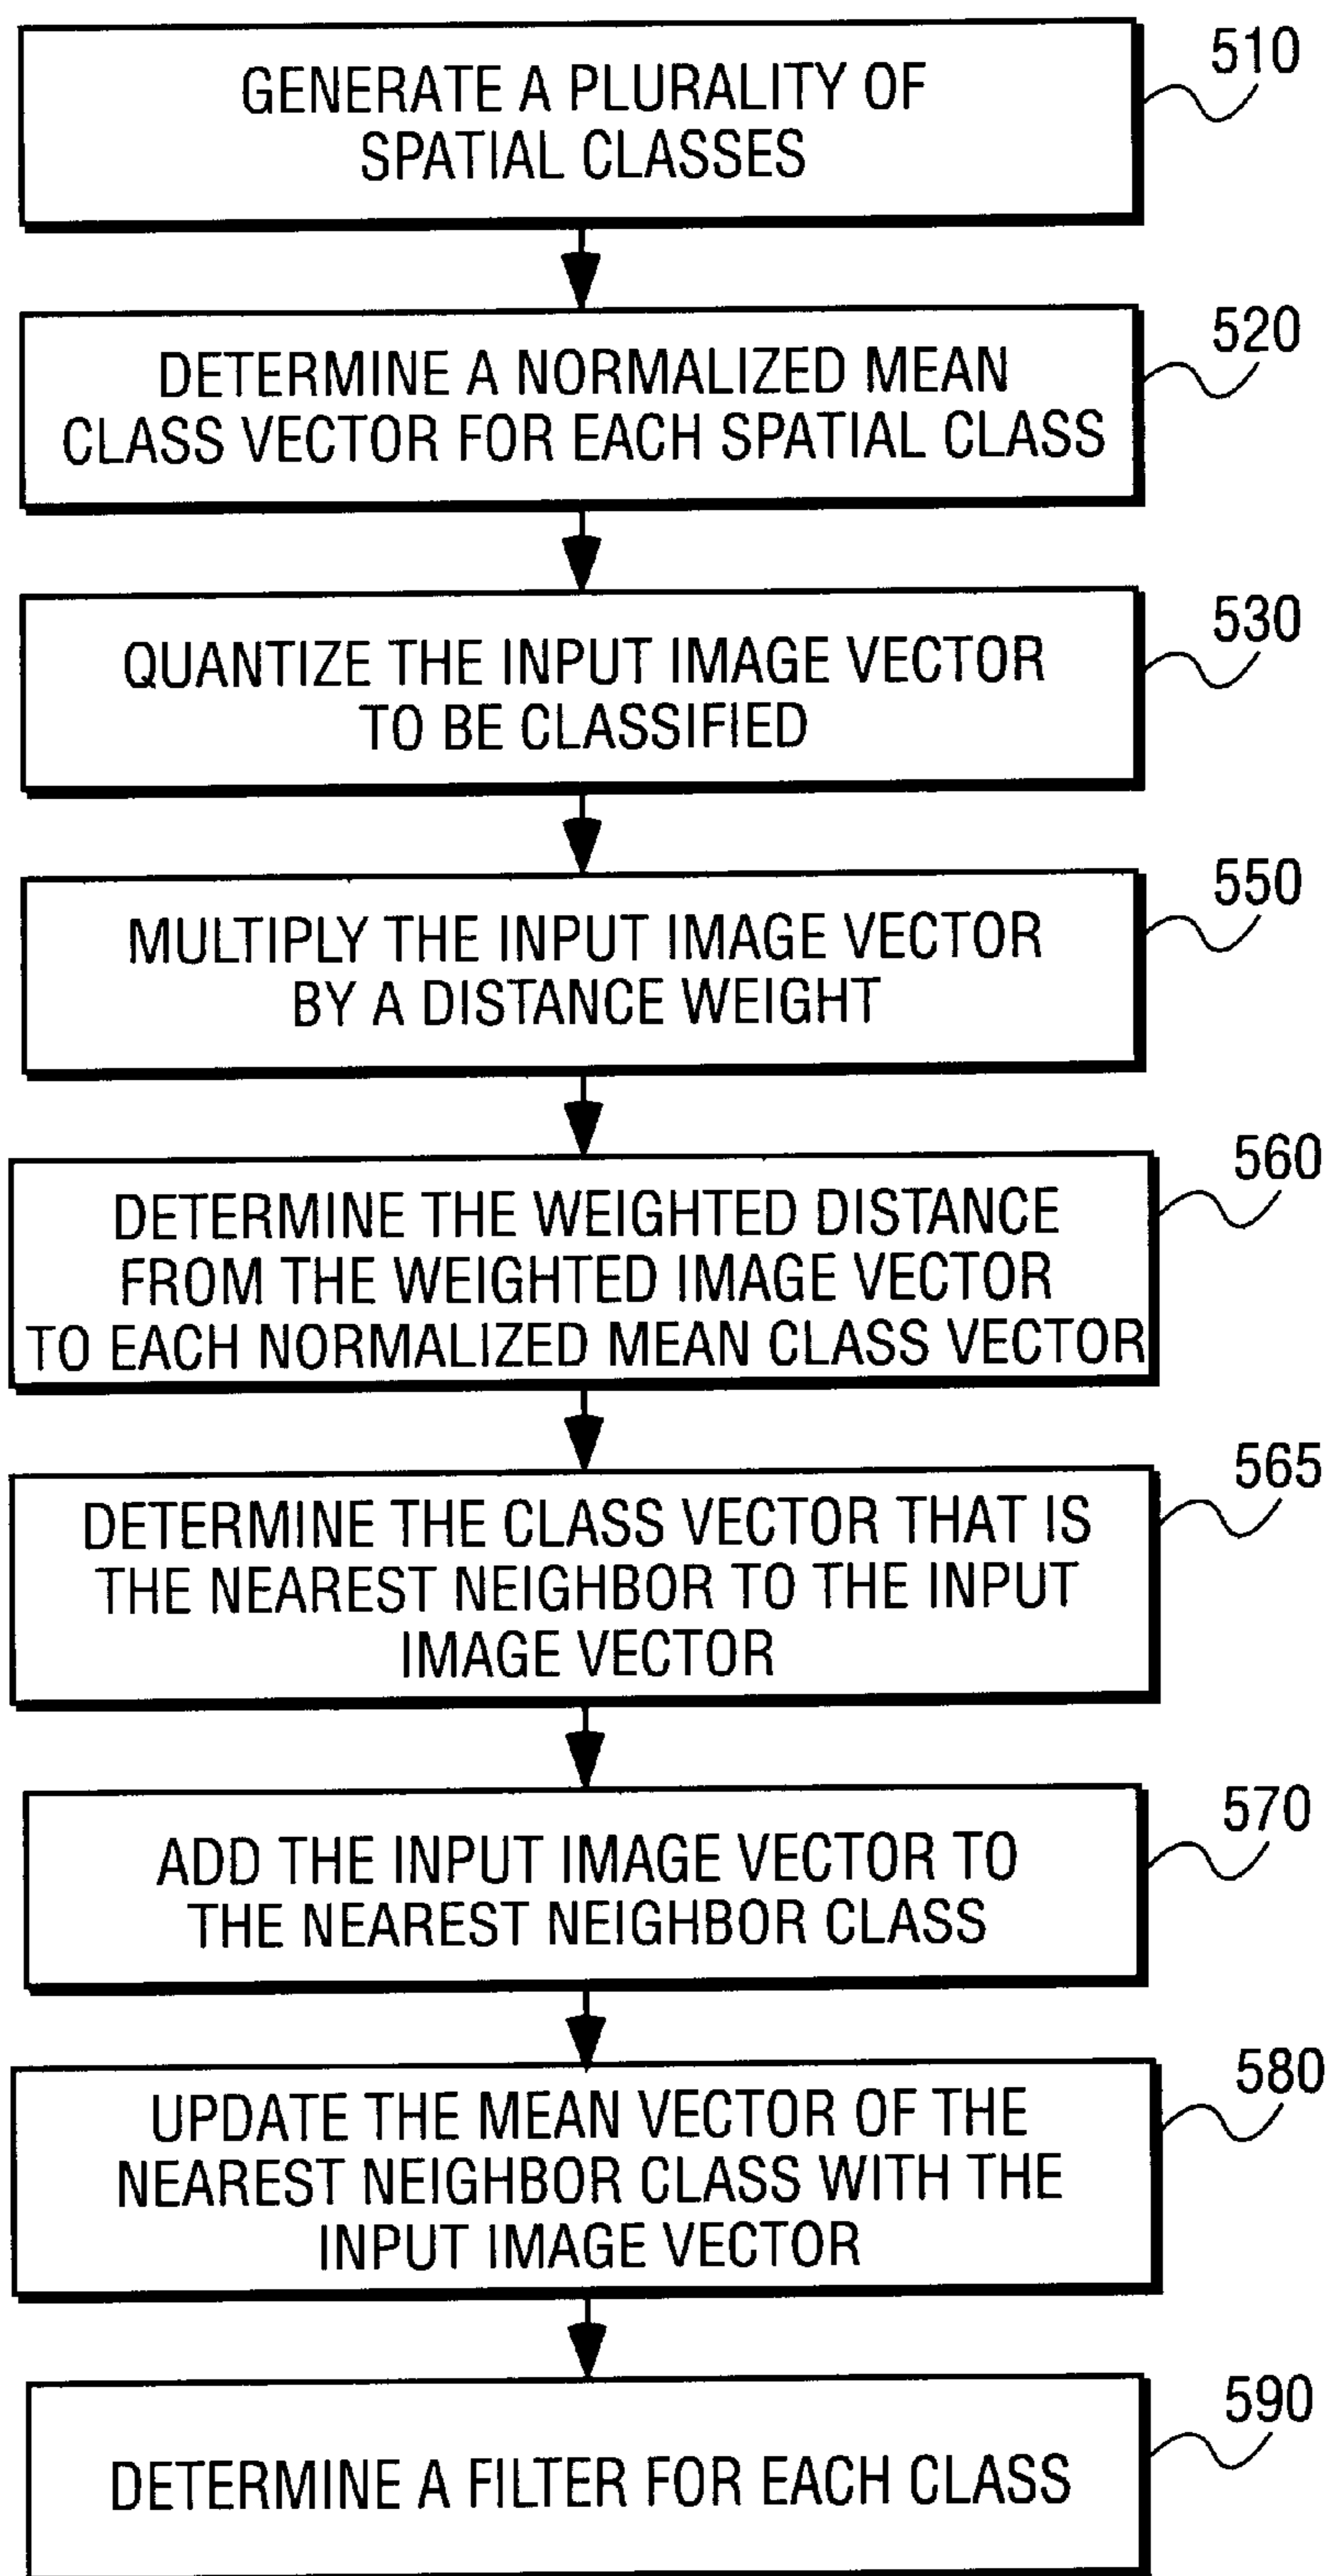 GENERATE A PLURALITY OF
SPATIAL CLASSES
510
DETERMINE A NORMALIZED MEAN
CLASS VECTOR FOR EACH SPATIAL CLASS
520
QUANTIZE THE INPUT IMAGE VECTOR
TO BE CLASSIFIED
530
MULTIPLY THE INPUT IMAGE VECTOR
BY A DISTANCE WEIGHT
550
DETERMINE THE WEIGHTED DISTANCE
FROM THE WEIGHTED IMAGE VECTOR
TO EACH NORMALIZED MEAN CLASS VECTOR
560
DETERMINE THE CLASS VECTOR THAT IS
THE NEAREST NEIGHBOR TO THE INPUT
IMAGE VECTOR
565
ADD THE INPUT IMAGE VECTOR TO
THE NEAREST NEIGHBOR CLASS
570
UPDATE THE MEAN VECTOR OF THE
NEAREST NEIGHBOR CLASS WITH THE
INPUT IMAGE VECTOR
580
DETERMINE A FILTER FOR EACH CLASS
590